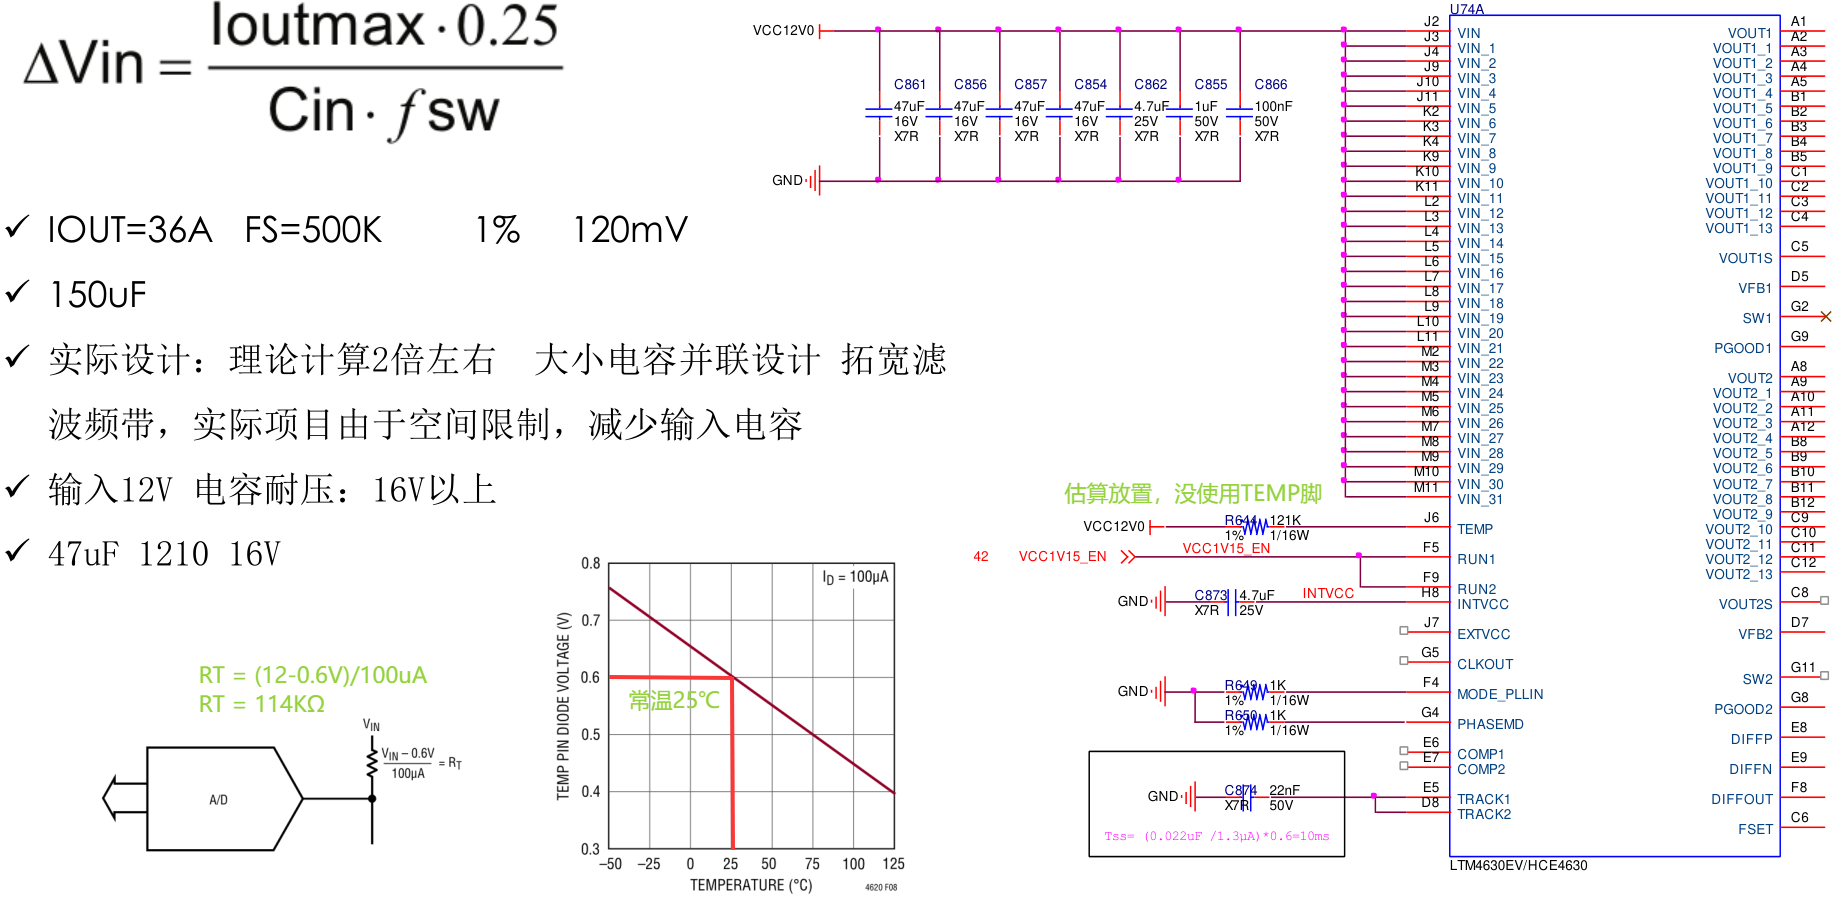 ΔVin = Ioutmax · 0.25 / Cin · fsw
✓ IOUT=36A FS=500K 1% 120mV
✓ 150uF
✓ 实际设计：理论计算2倍左右 大小电容并联设计 拓宽滤
波频带，实际项目由于空间限制，减少输入电容
✓ 输入12V 电容耐压：16V以上
✓ 47uF 1210 16V
RT = (12-0.6V)/100uA
RT = 114KΩ
VIN
VIN – 0.6V
100µA
= RT
A/D
ID = 100µA
TEMP PIN DIODE VOLTAGE (V)
0.8
0.7
0.6
0.5
0.4
0.3
常温25℃
–50 –25 0 25 50 75 100 125
TEMPERATURE (°C)
4620 F08
VCC12V0
C861 C856 C857 C854 C862 C855 C866
47uF 47uF 47uF 47uF 4.7uF 1uF 100nF
16V 16V 16V 16V 25V 50V 50V
X7R X7R X7R X7R X7R X7R X7R
GND
U74A
J2 VIN
J3 VIN_1
J4 VIN_2
J9 VIN_3
J10 VIN_4
J11 VIN_5
K2 VIN_6
K3 VIN_7
K4 VIN_8
K9 VIN_9
K10 VIN_10
K11 VIN_11
L2 VIN_12
L3 VIN_13
L4 VIN_14
L5 VIN_15
L6 VIN_16
L7 VIN_17
L8 VIN_18
L9 VIN_19
L10 VIN_20
L11 VIN_21
M2 VIN_22
M3 VIN_23
M4 VIN_24
M5 VIN_25
M6 VIN_26
M7 VIN_27
M8 VIN_28
M9 VIN_29
M10 VIN_30
M11 VIN_31
估算放置，没使用TEMP脚
VCC12V0 R644 121K J6 TEMP
1% 1/16W
42 VCC1V15_EN VCC1V15_EN F5 RUN1
F9 RUN2
GND C873 4.7uF INTVCC H8 INTVCC
X7R 25V
J7 EXTVCC
G5 CLKOUT
GND R649 1K F4 MODE_PLLIN
1% 1/16W
R650 1K G4 PHASEMD
1% 1/16W
E6 COMP1
E7 COMP2
GND C874 22nF E5 TRACK1
X7R 50V D8 TRACK2
Tss= (0.022uF /1.3µA)*0.6=10ms
VOUT1 A1
VOUT1_1 A2
VOUT1_2 A3
VOUT1_3 A4
VOUT1_4 A5
VOUT1_5 B1
VOUT1_6 B2
VOUT1_7 B3
VOUT1_8 B4
VOUT1_9 B5
VOUT1_10 C1
VOUT1_11 C2
VOUT1_12 C3
VOUT1_13 C4
VOUT1S C5
VFB1 D5
SW1 G2
PGOOD1 G9
VOUT2 A8
VOUT2_1 A9
VOUT2_2 A10
VOUT2_3 A11
VOUT2_4 A12
VOUT2_5 B8
VOUT2_6 B9
VOUT2_7 B10
VOUT2_8 B11
VOUT2_9 B12
VOUT2_10 C9
VOUT2_11 C10
VOUT2_12 C11
VOUT2_13 C12
VOUT2S C8
VFB2 D7
SW2 G11
PGOOD2 G8
DIFFP E8
DIFFN E9
DIFFOUT F8
FSET C6
LTM4630EV/HCE4630